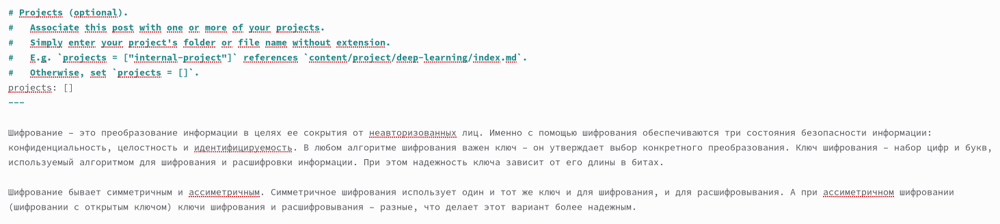 # Projects (optional).
#   Associate this post with one or more of your projects.
#   Simply enter your project's folder or file name without extension.
#   E.g. `projects = ["internal-project"]` references `content/project/deep-learning/index.md`.
#   Otherwise, set `projects = []`.
projects: []
---
Шифрование – это преобразование информации в целях ее сокрытия от неавторизованных лиц. Именно с помощью шифрования обеспечиваются три состояния безопасности информации:
конфиденциальность, целостность и идентифицируемость. В любом алгоритме шифрования важен ключ – он утверждает выбор конкретного преобразования. Ключ шифрования – набор цифр и букв,
используемый алгоритмом для шифрования и расшифровки информации. При этом надежность ключа зависит от его длины в битах.
Шифрование бывает симметричным и ассиметричным. Симметричное шифрования использует один и тот же ключ и для шифрования, и для расшифровывания. А при ассиметричном шифровании
(шифровании с открытым ключом) ключи шифрования и расшифровывания – разные, что делает этот вариант более надежным.